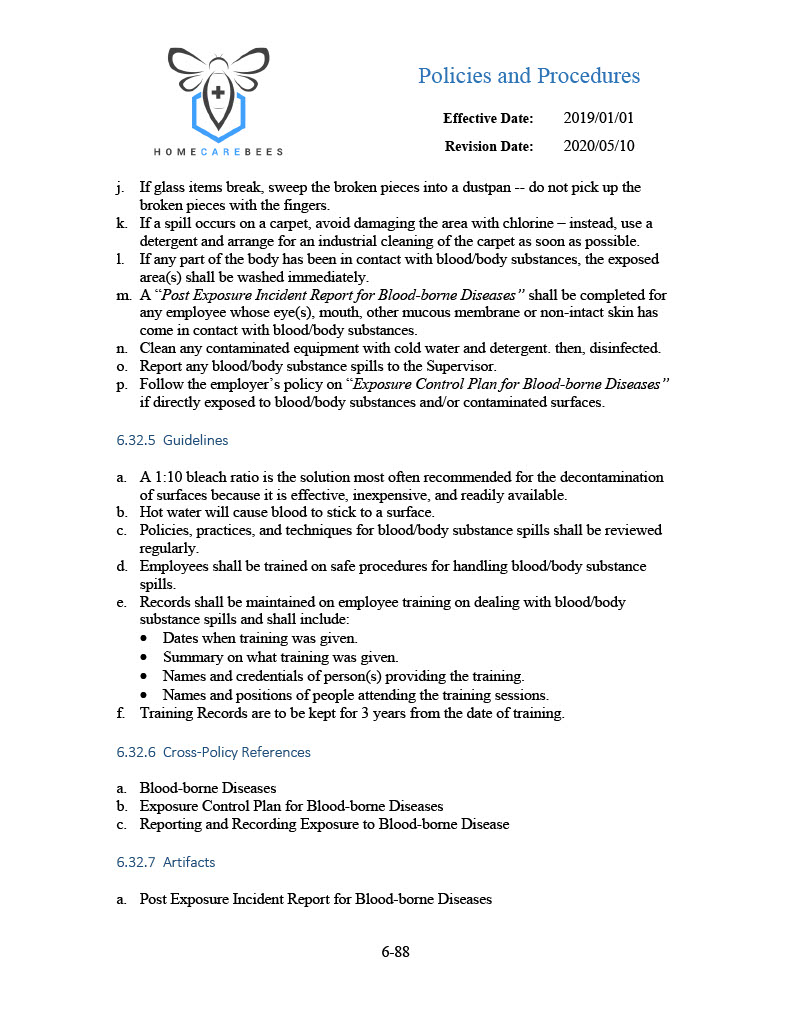 Policies and Procedures
Effective Date: 2019/01/01
Revision Date: 2020/05/10
HOMECAREBEES
j. If glass items break, sweep the broken pieces into a dustpan -- do not pick up the
broken pieces with the fingers.
k. If a spill occurs on a carpet, avoid damaging the area with chlorine – instead, use a
detergent and arrange for an industrial cleaning of the carpet as soon as possible.
l. If any part of the body has been in contact with blood/body substances, the exposed
area(s) shall be washed immediately.
m. A “Post Exposure Incident Report for Blood-borne Diseases” shall be completed for
any employee whose eye(s), mouth, other mucous membrane or non-intact skin has
come in contact with blood/body substances.
n. Clean any contaminated equipment with cold water and detergent. then, disinfected.
o. Report any blood/body substance spills to the Supervisor.
p. Follow the employer’s policy on “Exposure Control Plan for Blood-borne Diseases”
if directly exposed to blood/body substances and/or contaminated surfaces.
6.32.5 Guidelines
a. A 1:10 bleach ratio is the solution most often recommended for the decontamination
of surfaces because it is effective, inexpensive, and readily available.
b. Hot water will cause blood to stick to a surface.
c. Policies, practices, and techniques for blood/body substance spills shall be reviewed
regularly.
d. Employees shall be trained on safe procedures for handling blood/body substance
spills.
e. Records shall be maintained on employee training on dealing with blood/body
substance spills and shall include:
• Dates when training was given.
• Summary on what training was given.
• Names and credentials of person(s) providing the training.
• Names and positions of people attending the training sessions.
f. Training Records are to be kept for 3 years from the date of training.
6.32.6 Cross-Policy References
a. Blood-borne Diseases
b. Exposure Control Plan for Blood-borne Diseases
c. Reporting and Recording Exposure to Blood-borne Disease
6.32.7 Artifacts
a. Post Exposure Incident Report for Blood-borne Diseases
6-88